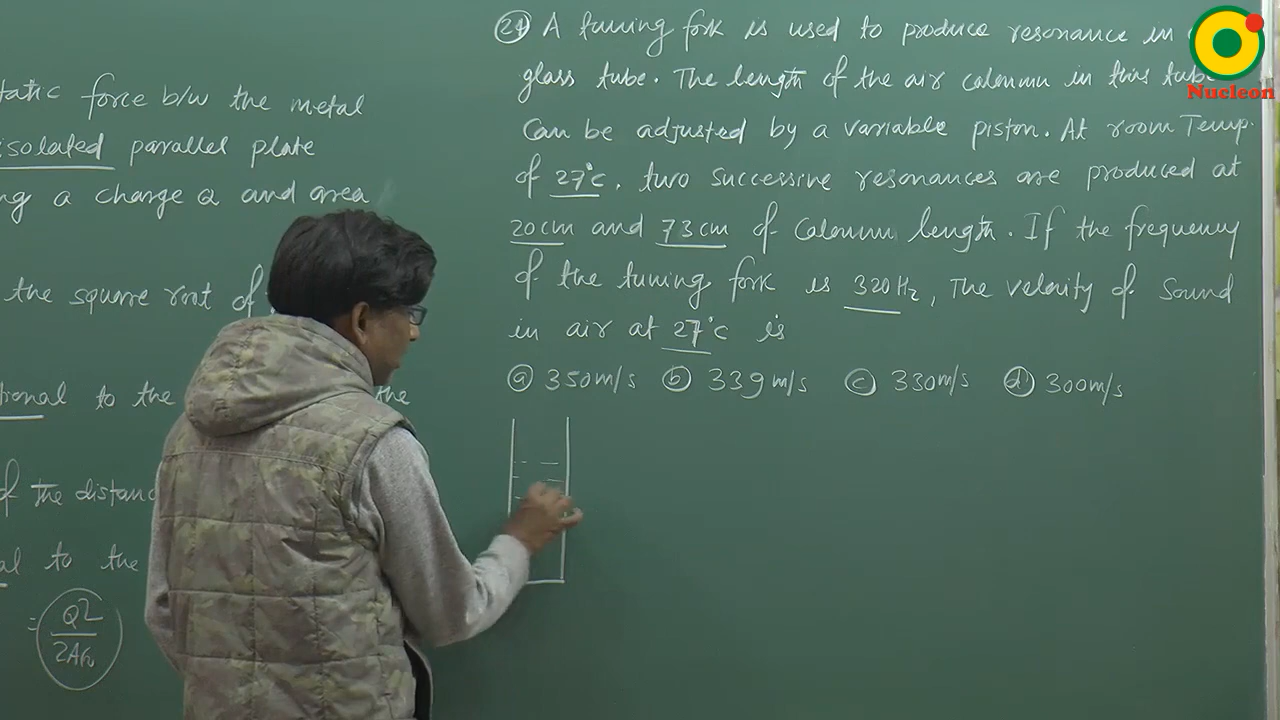 tatic force b/w the metal
isolated parallel plate
ng a charge Q and area
the square root of
tional to the the
of the distanc
al to the
= Q2
2A
24 A tuning fork is used to produce resonance in
glass tube. The length of the air calounn in this tube
Can be adjusted by a variable piston. At room Temp.
of 27°c, two successive resonances are produced at
20cm and 73cm of Calounn length. If the frequency
of the tuning fork is 320Hz, The velocity of Sound
in air at 27°c is
(a) 350m/s (b) 339m/s (c) 330m/s (d) 300m/s
Nucleon